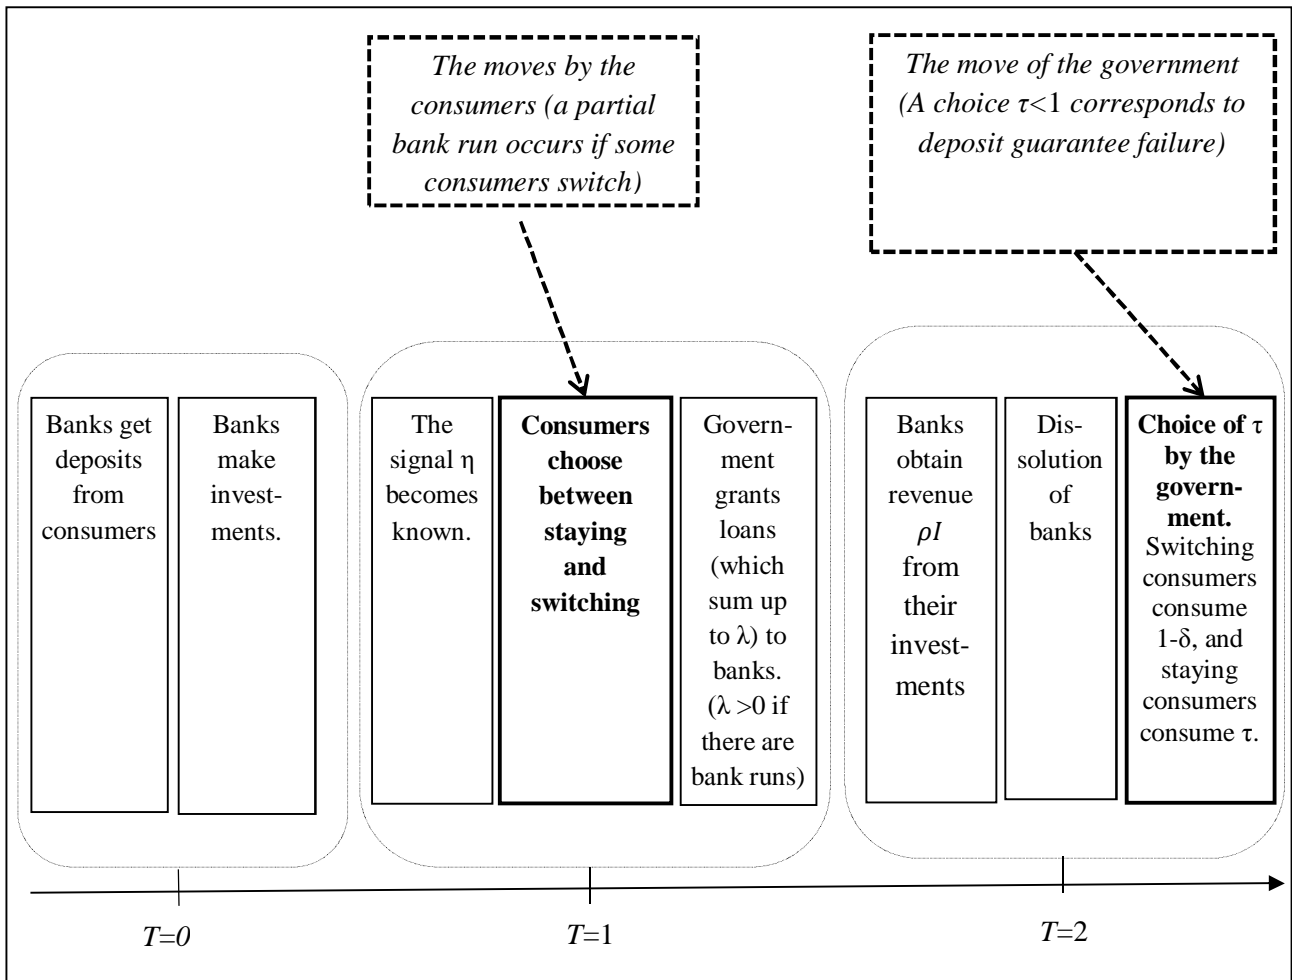 The moves by the
consumers (a partial
bank run occurs if some
consumers switch)
The move of the government
(A choice τ<1 corresponds to
deposit guarantee failure)
Banks get
deposits
from
consumers
Banks
make
invest-
ments.
The
signal η
becomes
known.
Consumers
choose
between
staying
and
switching
Govern-
ment
grants
loans
(which
sum up
to λ) to
banks.
(λ >0 if
there are
bank runs)
Banks
obtain
revenue
ρI
from
their
invest-
ments
Dis-
solution
of
banks
Choice of τ
by the
govern-
ment.
Switching
consumers
consume
1-δ, and
staying
consumers
consume τ.
T=0
T=1
T=2